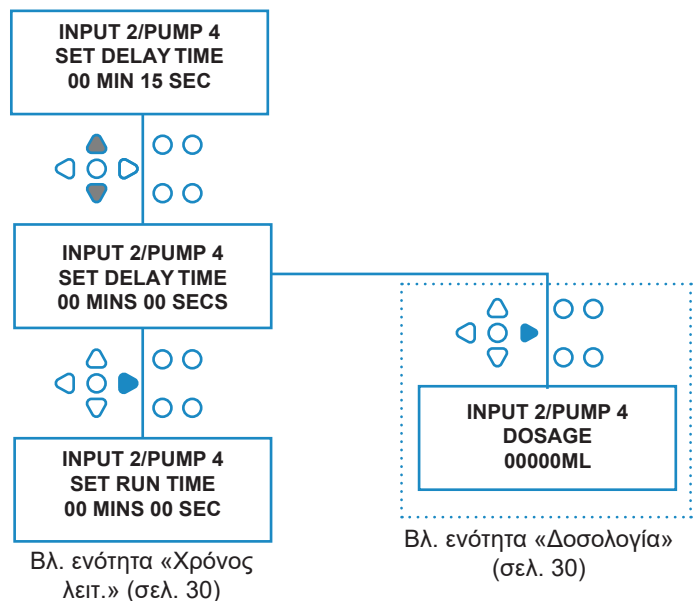 INPUT 2/PUMP 4
SET DELAY TIME
00 MIN 15 SEC
INPUT 2/PUMP 4
SET DELAY TIME
00 MINS 00 SECS
INPUT 2/PUMP 4
SET RUN TIME
00 MINS 00 SEC
Βλ. ενότητα «Χρόνος
λειτ.» (σελ. 30)
INPUT 2/PUMP 4
DOSAGE
00000ML
Βλ. ενότητα «Δοσολογία»
(σελ. 30)